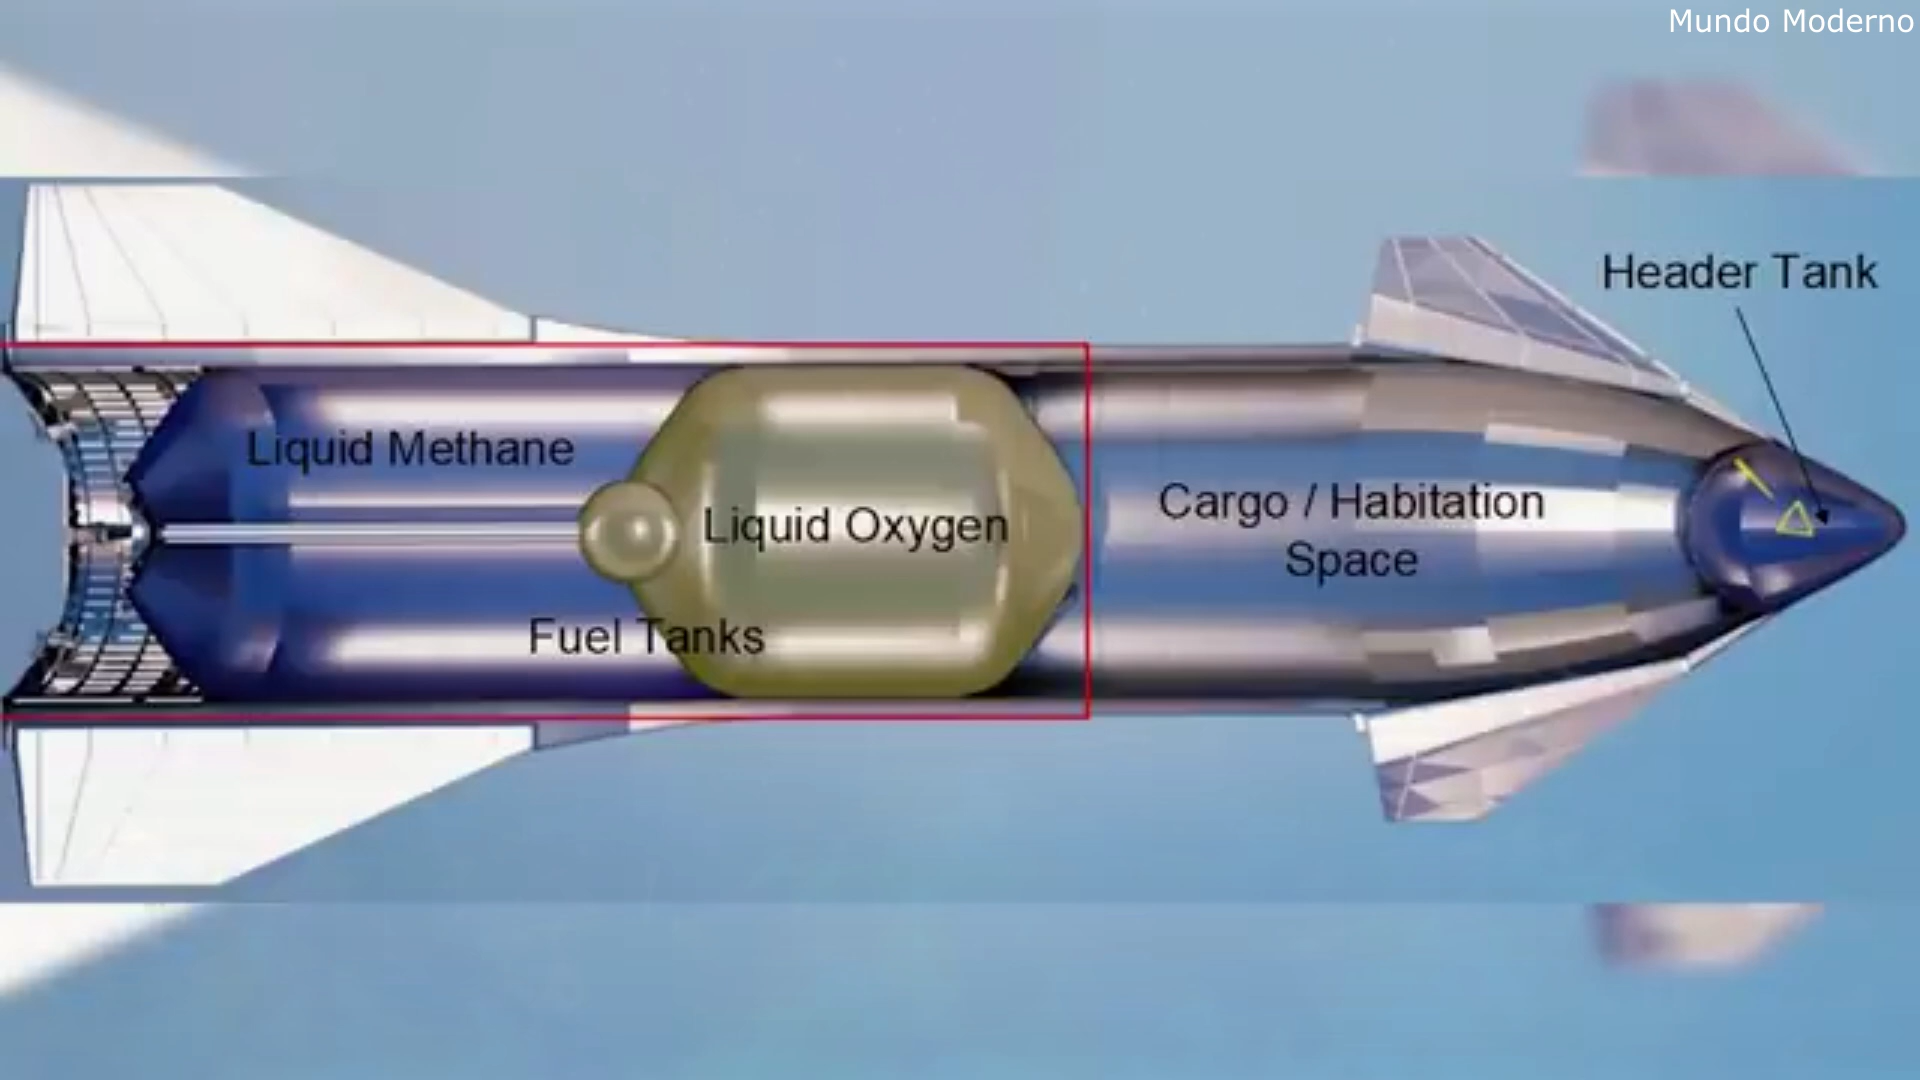 Mundo Moderno
Header Tank
Liquid Methane
Liquid Oxygen
Cargo / Habitation
Space
Fuel Tanks